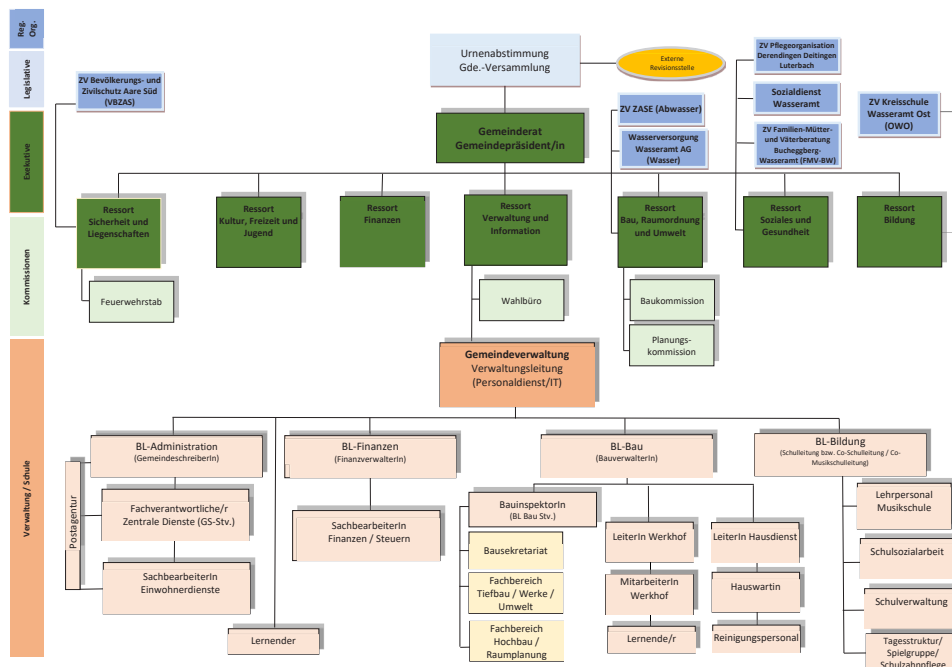 Reg.
Org.
Legislative
Exekutive
Kommissionen
Verwaltung / Schule
Urnenabstimmung
Gde.-Versammlung
Externe
Revisionsstelle
ZV Pflegeorganisation
Derendingen Deitingen
Luterbach
ZV Bevölkerungs- und
Zivilschutz Aare Süd
(VBZAS)
ZV ZASE (Abwasser)
Sozialdienst
Wasseramt
ZV Kreisschule
Wasseramt Ost
(OWO)
Gemeinderat
Gemeindepräsident/in
Wasserversorgung
Wasseramt AG
(Wasser)
ZV Familien-Mütter-
und Väterberatung
Bucheggberg-
Wasseramt (FMV-BW)
Ressort
Sicherheit und
Liegenschaften
Ressort
Kultur, Freizeit und
Jugend
Ressort
Finanzen
Ressort
Verwaltung und
Information
Ressort
Bau, Raumordnung
und Umwelt
Ressort
Soziales und
Gesundheit
Ressort
Bildung
Feuerwehrstab
Wahlbüro
Baukommission
Planungs-
kommission
Gemeindeverwaltung
Verwaltungsleitung
(Personaldienst/IT)
BL-Administration
(GemeindeschreiberIn)
BL-Finanzen
(FinanzverwalterIn)
BL-Bau
(BauverwalterIn)
BL-Bildung
(Schulleitung bzw. Co-Schulleitung / Co-
Musikschulleitung)
Postagentur
Fachverantwortliche/r
Zentrale Dienste (GS-Stv.)
SachbearbeiterIn
Einwohnerdienste
Lernender
SachbearbeiterIn
Finanzen / Steuern
BauinspektorIn
(BL Bau Stv.)
Bausekretariat
Fachbereich
Tiefbau / Werke /
Umwelt
Fachbereich
Hochbau /
Raumplanung
LeiterIn Werkhof
MitarbeiterIn
Werkhof
Lernende/r
LeiterIn Hausdienst
Hauswartin
Reinigungspersonal
Lehrpersonal
Musikschule
Schulsozialarbeit
Schulverwaltung
Tagesstruktur/
Spielgruppe/
Schulzahnpflege